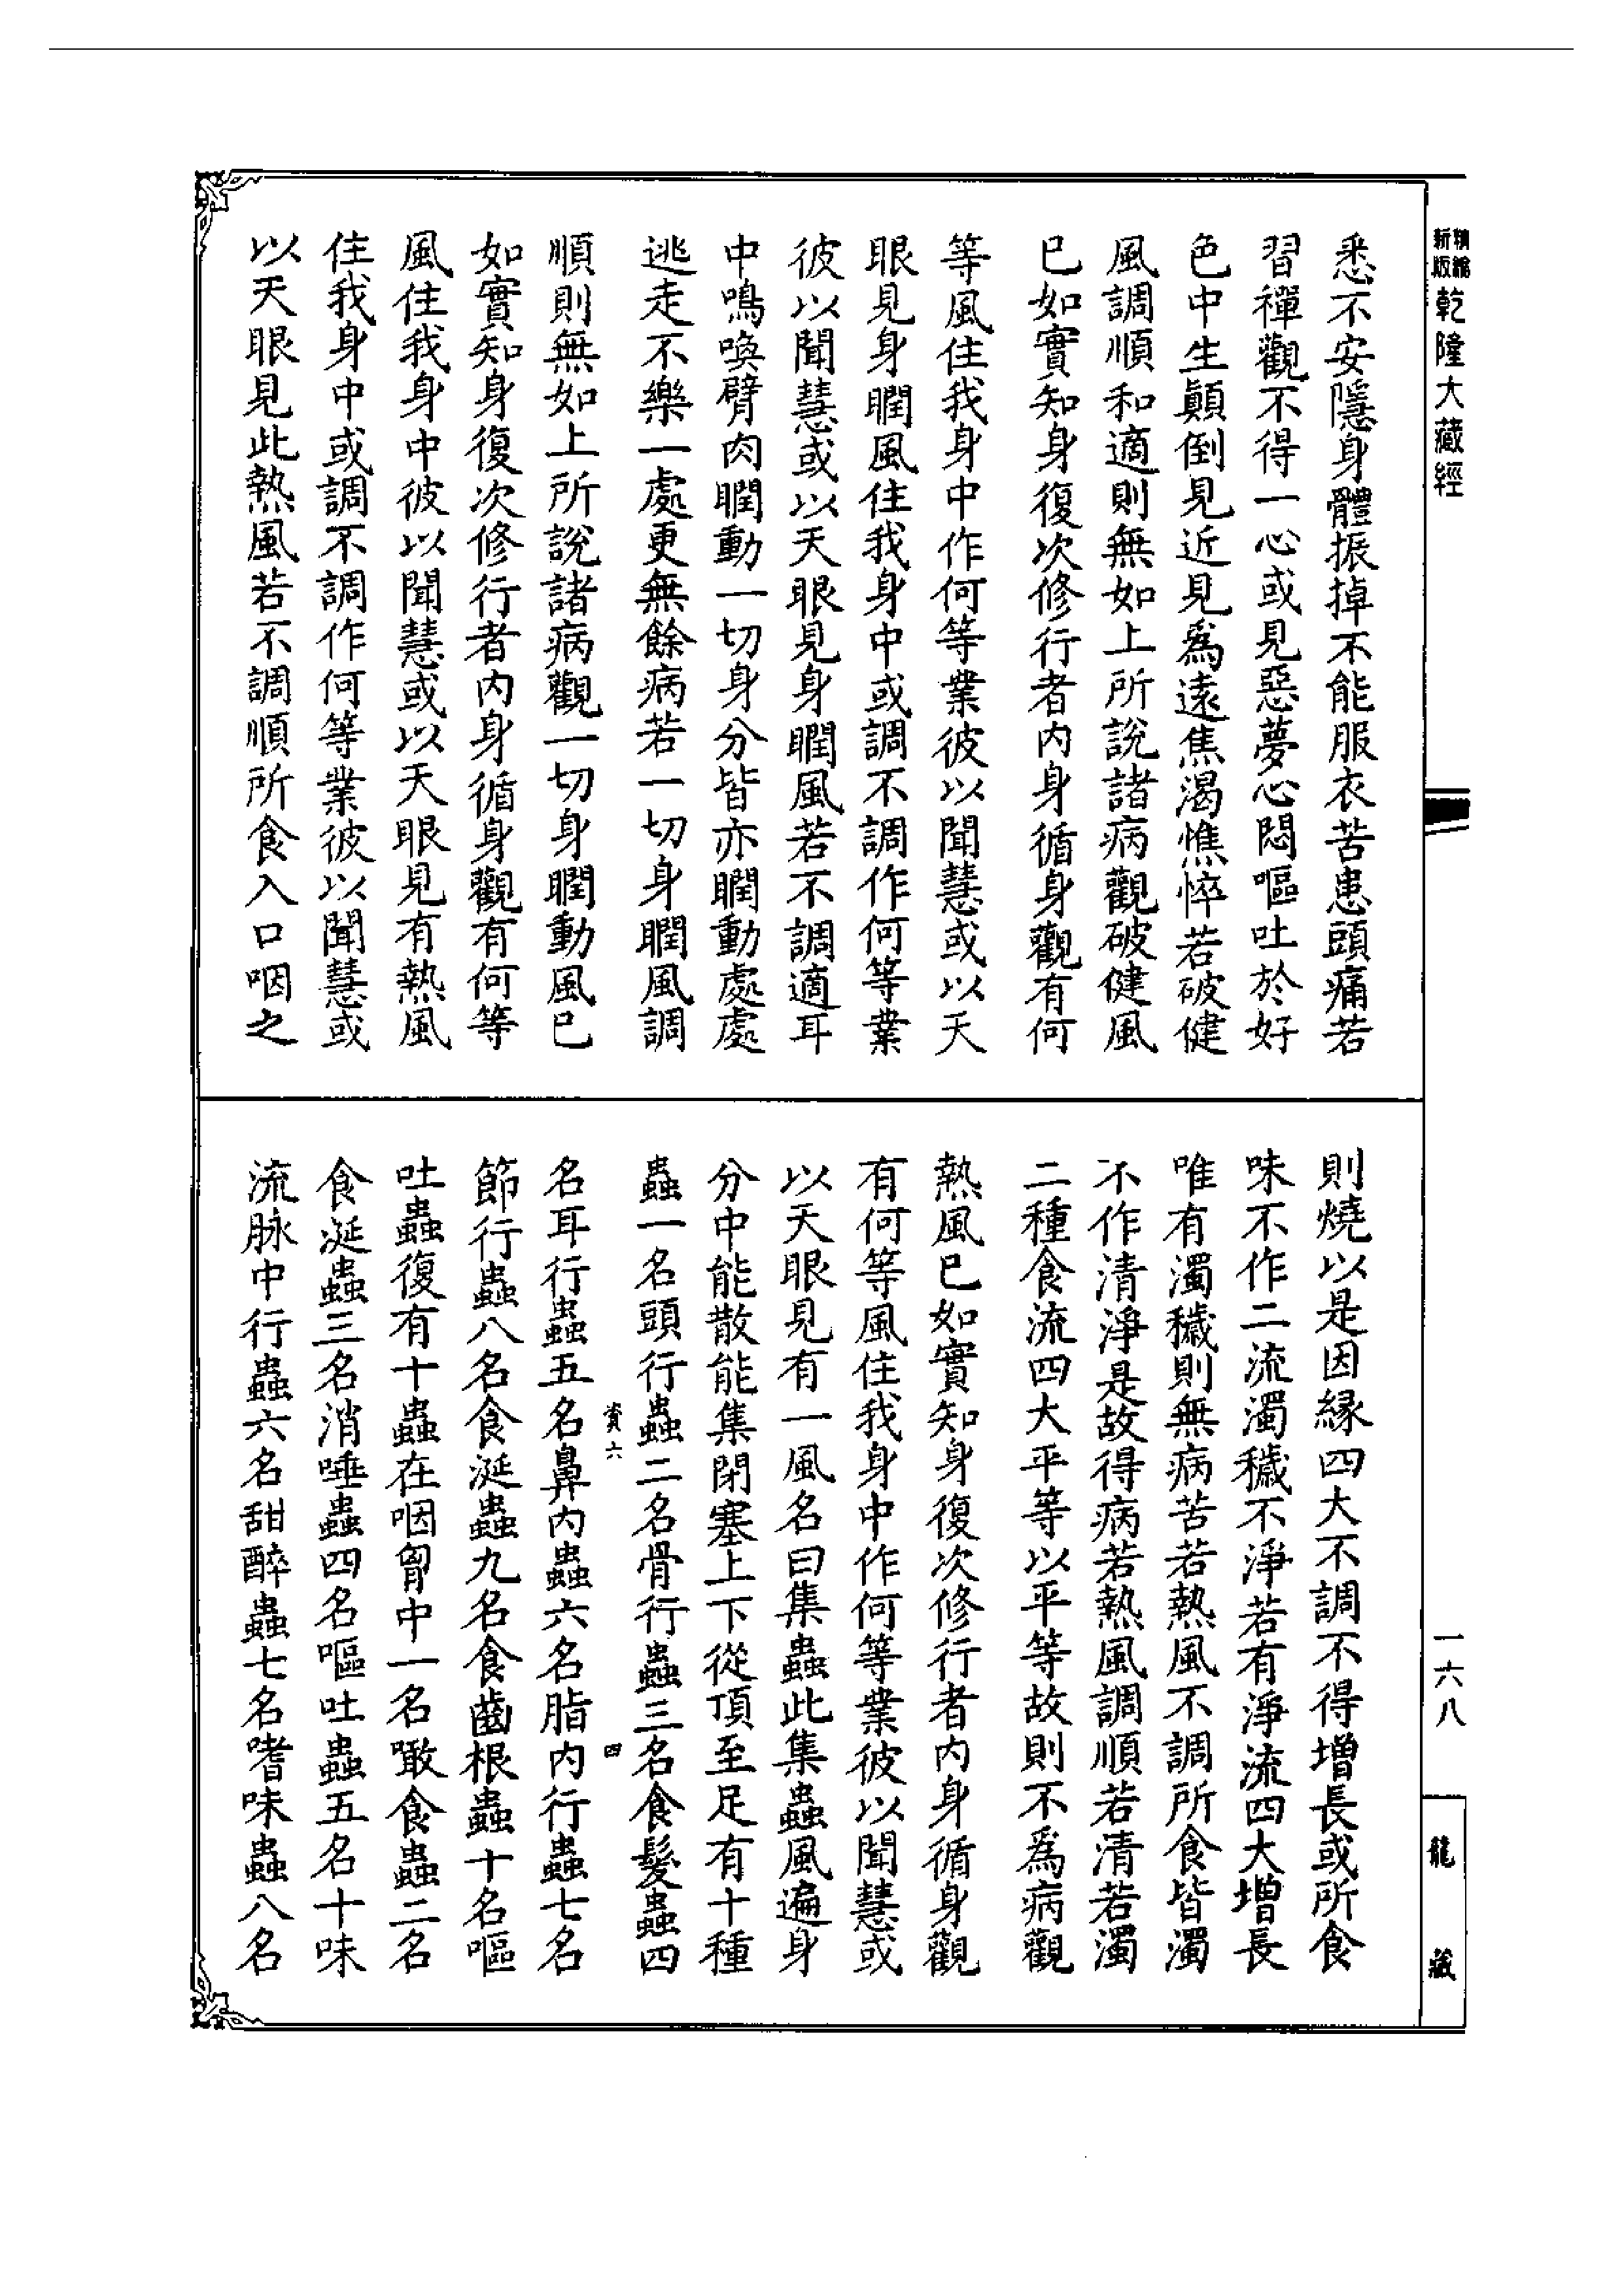 精編
新版
乾隆大藏經
悉不安隱身體振掉不能服衣苦患頭痛若
習禪觀不得一心或見惡夢心悶嘔吐於好
色中生顛倒見近見爲遠焦渴憔悴若破健
風調順和適則無如上所說諸病觀破健風
已如實知身復次修行者內身循身觀有何
等風住我身中作何等業彼以聞慧或以天
眼見身瞤風住我身中或調不調作何等業
彼以聞慧或以天眼見身瞤風若不調適耳
中鳴喚臂肉瞤動一切身分皆亦瞤動處處
逃走不樂一處更無餘病若一切身瞤風調
順則無如上所說諸病觀一切身瞤動風已
如實知身復次修行者內身循身觀有何等
風住我身中彼以聞慧或以天眼見有熱風
住我身中或調不調作何等業彼以聞慧或
以天眼見此熱風若不調順所食入口咽之
則燒以是因緣四大不調不得增長或所食
味不作二流濁穢不淨若有淨流四大增長
唯有濁穢則無病苦若熱風不調所食皆濁
不作清淨是故得病若熱風調順若清若濁
二種食流四大平等以平等故則不爲病觀
熱風已如實知身復次修行者內身循身觀
有何等風住我身中作何等業彼以聞慧或
以天眼見有一風名曰集蟲此集蟲風遍身
分中能散能集閉塞上下從頂至足有十種
蟲一名頭行蟲二名骨行蟲三名食髮蟲四
資六
四
名耳行蟲五名鼻內蟲六名脂內行蟲七名
節行蟲八名食涎蟲九名食齒根蟲十名嘔
吐蟲復有十蟲在咽胷中一名噉食蟲二名
食涎蟲三名消唾蟲四名嘔吐蟲五名十味
流脉中行蟲六名甜醉蟲七名嗜味蟲八名
一六八
龍藏